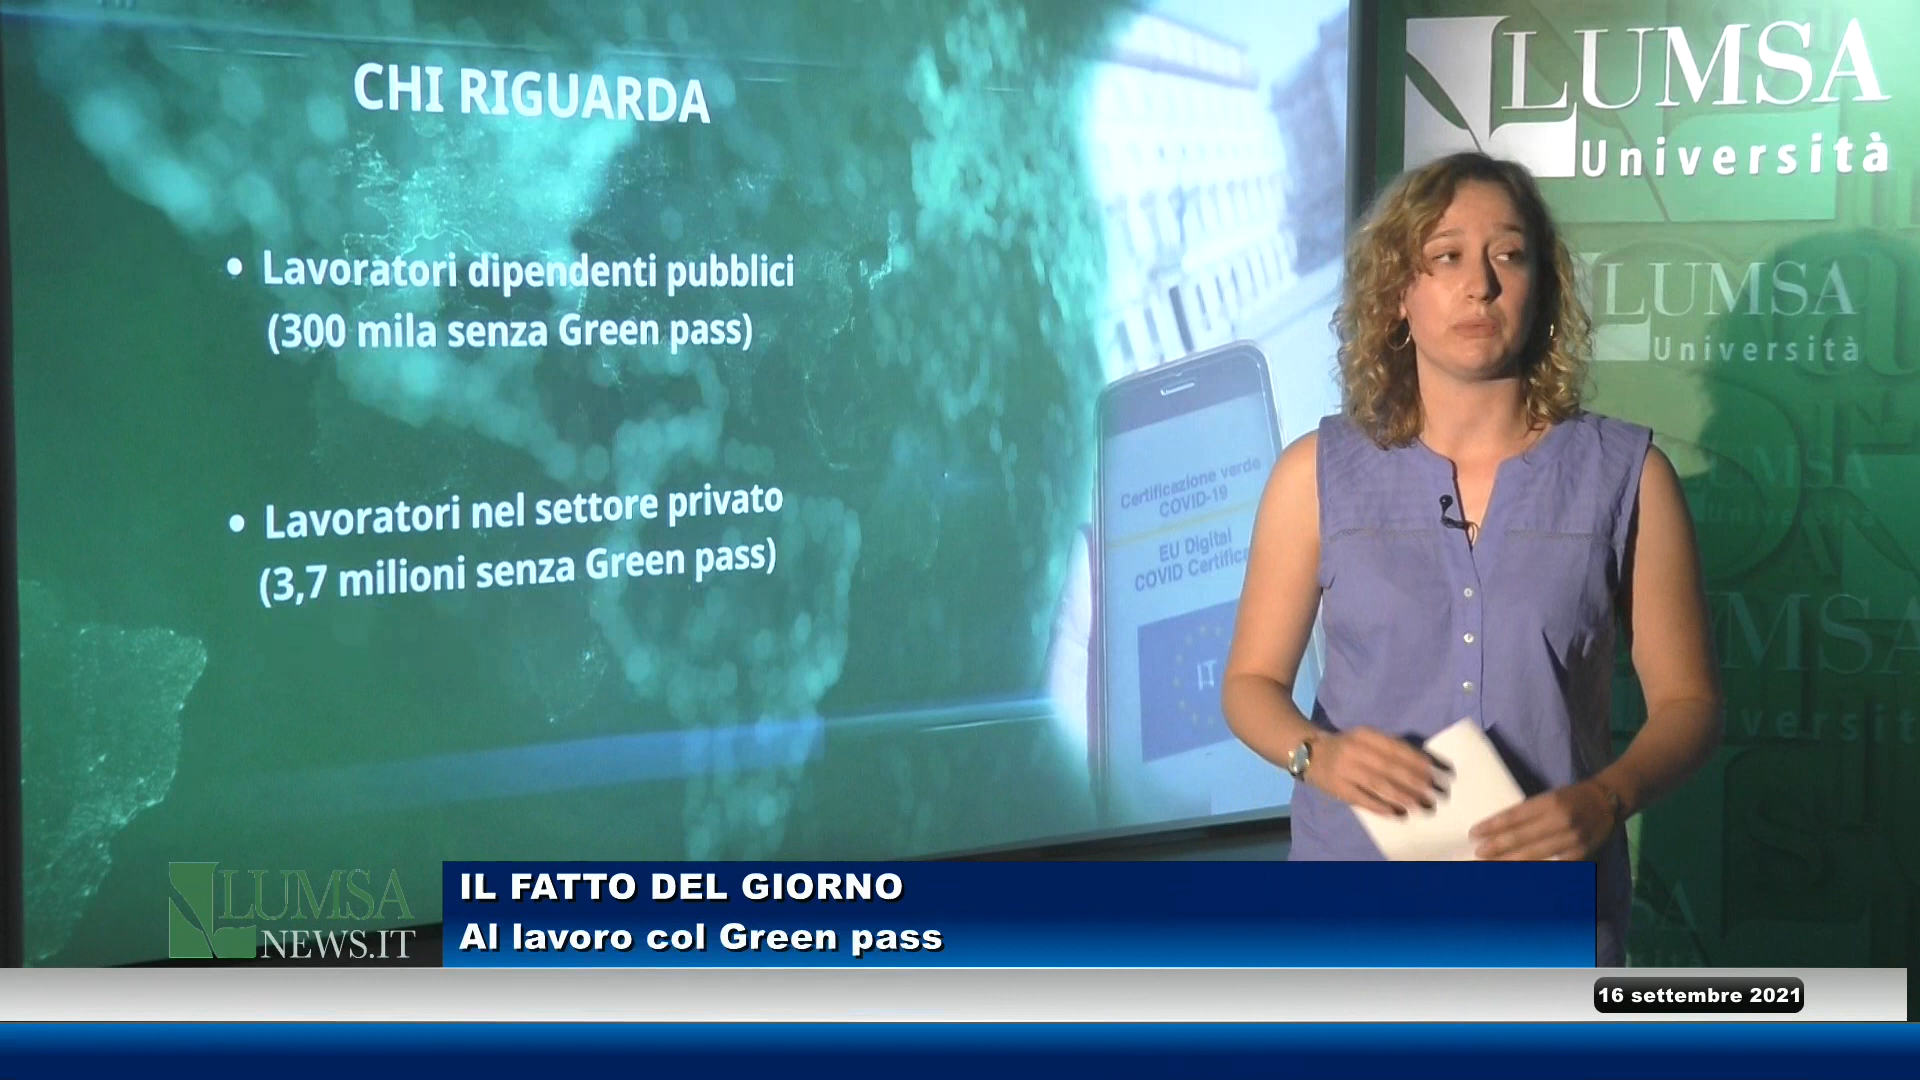 CHI RIGUARDA
• Lavoratori dipendenti pubblici
(300 mila senza Green pass)
• Lavoratori nel settore privato
(3,7 milioni senza Green pass)
Certificazione verde
COVID-19
EU Digital
COVID Certific
IT
LUMSA
Università
LUMSA
Università
LUMSA
NEWS.IT
IL FATTO DEL GIORNO
Al lavoro col Green pass
16 settembre 2021